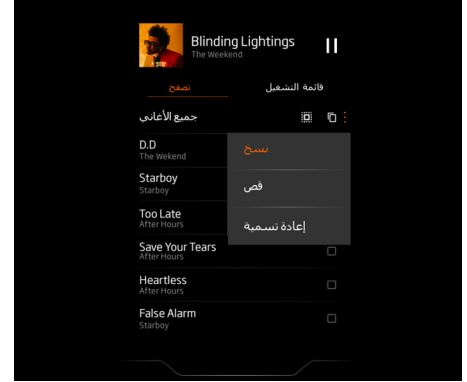 Blinding Lightings
The Weekend
تصفح
قائمة التشغيل
جميع الأغاني
D.D
The Wekend
نسخ
Starboy
Starboy
قص
Too Late
After Hours
إعادة تسمية
Save Your Tears
After Hours
Heartless
After Hours
False Alarm
Starboy